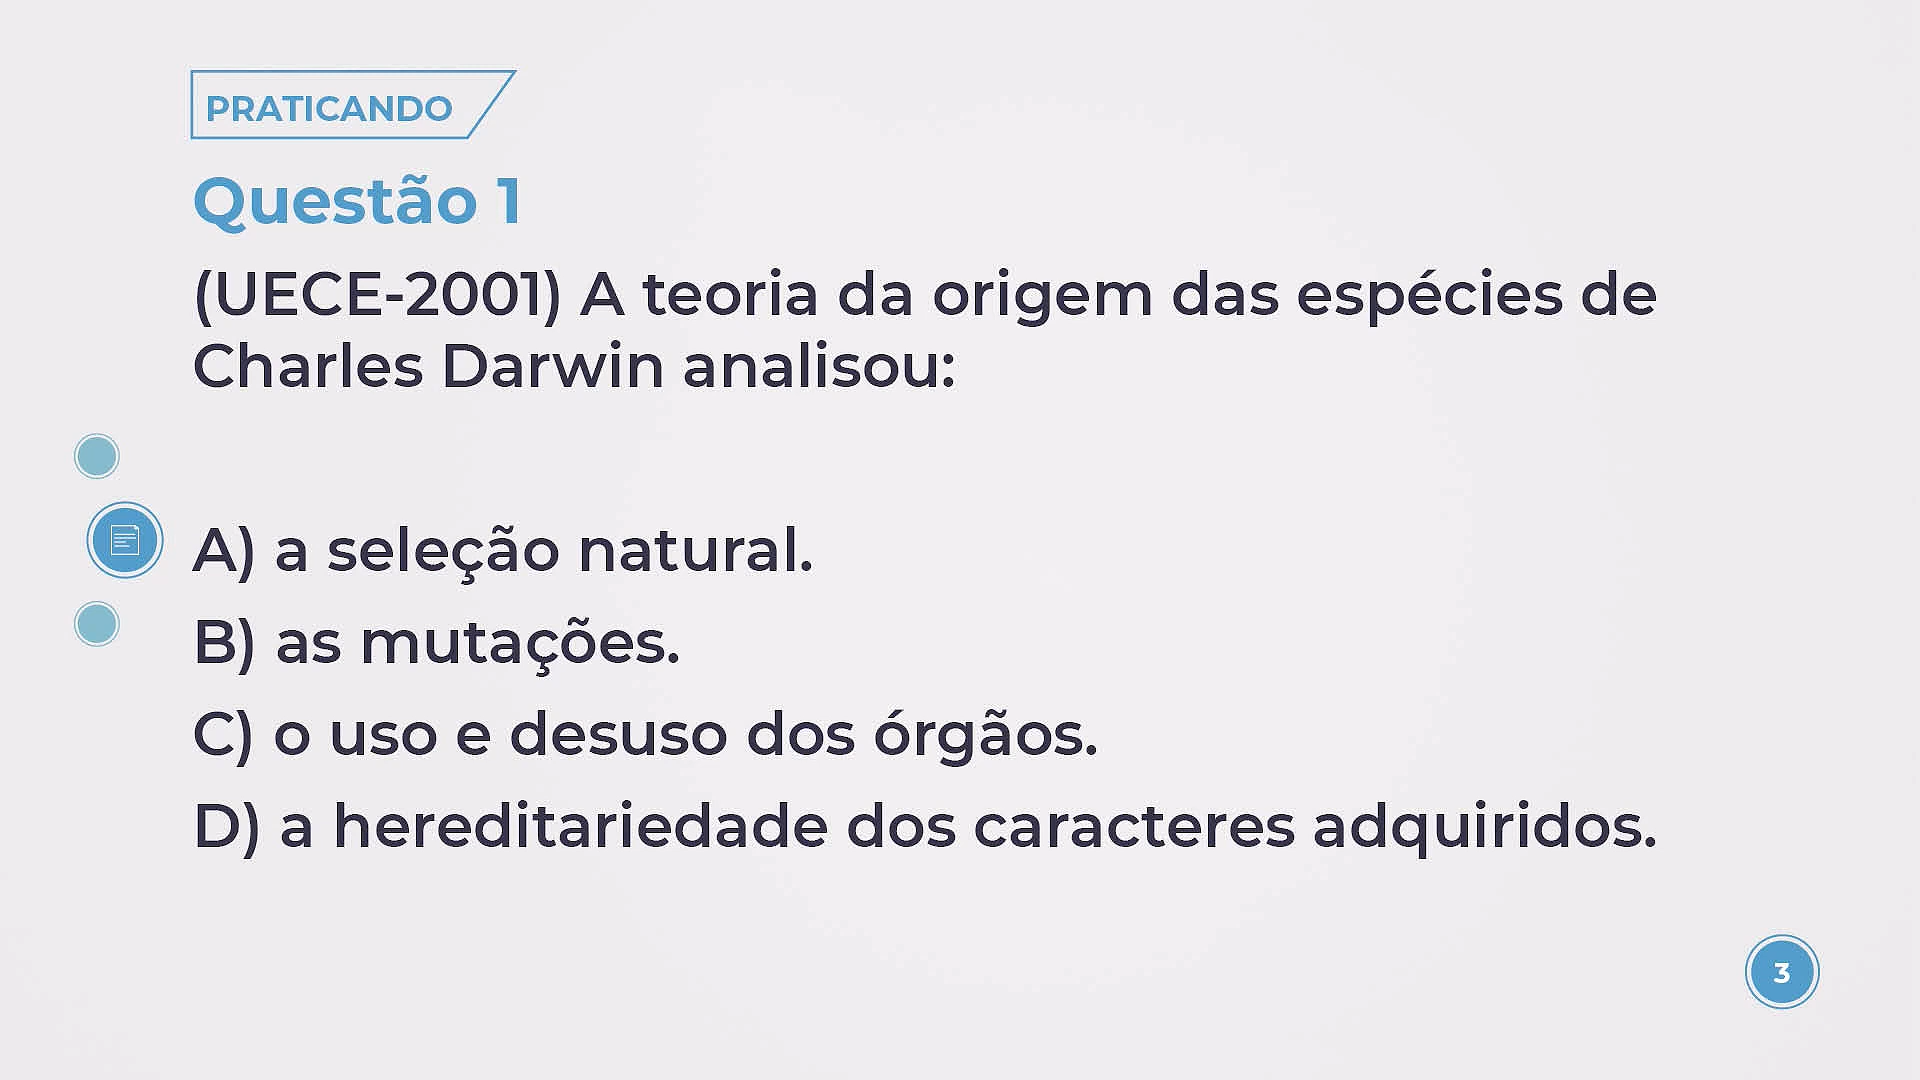 PRATICANDO
Questão 1
(UECE-2001) A teoria da origem das espécies de
Charles Darwin analisou:
A) a seleção natural.
B) as mutações.
C) o uso e desuso dos órgãos.
D) a hereditariedade dos caracteres adquiridos.
3